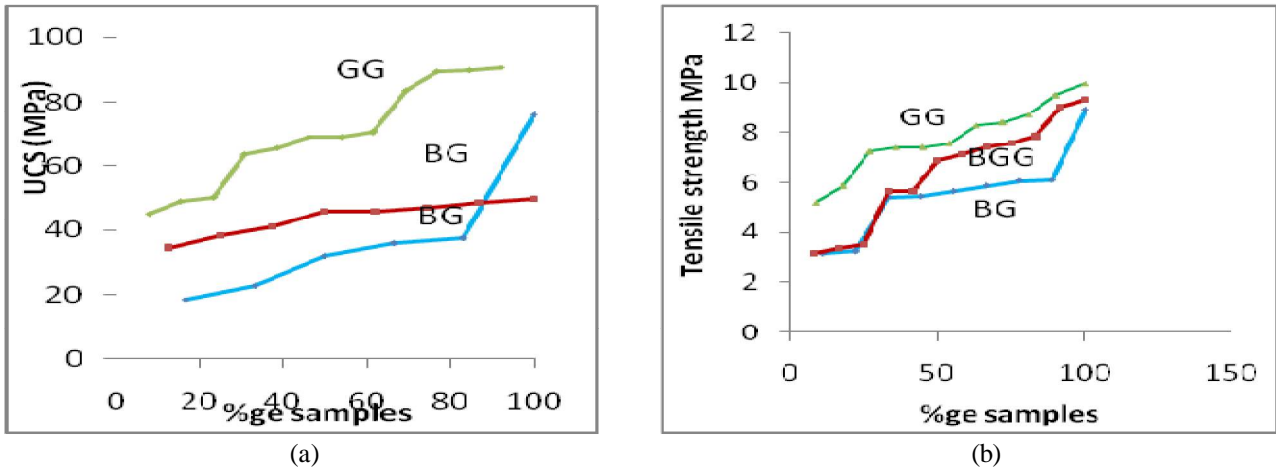 100
80
60
40
20
0
UCS (MPa)
GG
BG
BG
0 20 40 60 80 100
%ge samples
(a)
12
10
8
6
4
2
0
Tensile strength MPa
GG
BGG
BG
0 50 100 150
%ge samples
(b)